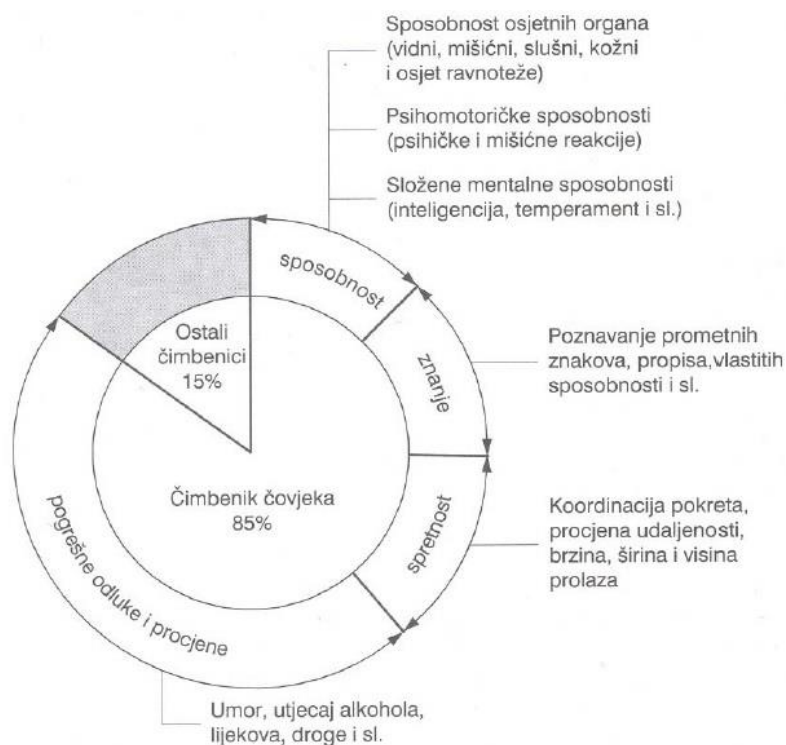 Sposobnost osjetnih organa
(vidni, mišićni, slušni, kožni
i osjet ravnoteže)
Psihomotoričke sposobnosti
(psihičke i mišićne reakcije)
Složene mentalne sposobnosti
(inteligencija, temperament i sl.)
sposobnost
Ostali
čimbenici
15%
znanje
Poznavanje prometnih
znakova, propisa,vlastitih
sposobnosti i sl.
Čimbenik čovjeka
85%
spretnost
Koordinacija pokreta,
procjena udaljenosti,
brzina, širina i visina
prolaza
pogrešne odluke i procjene
Umor, utjecaj alkohola,
lijekova, droge i sl.